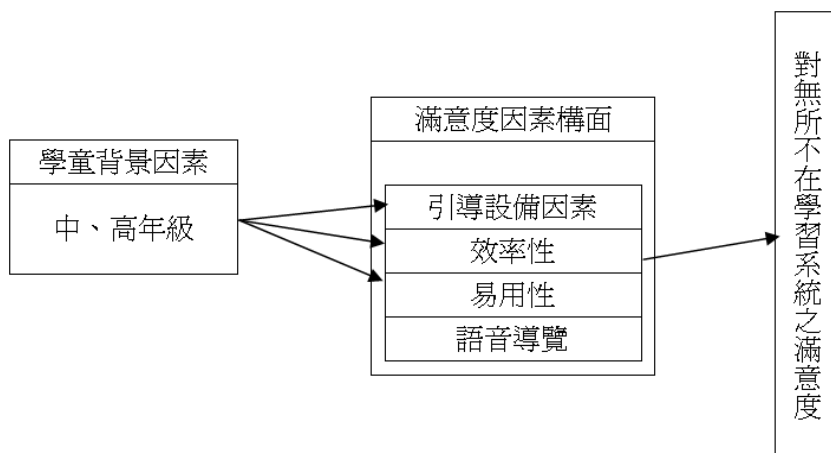 學童背景因素
中、高年級
滿意度因素構面
引導設備因素
效率性
易用性
語音導覽
對無所不在學習系統之滿意度